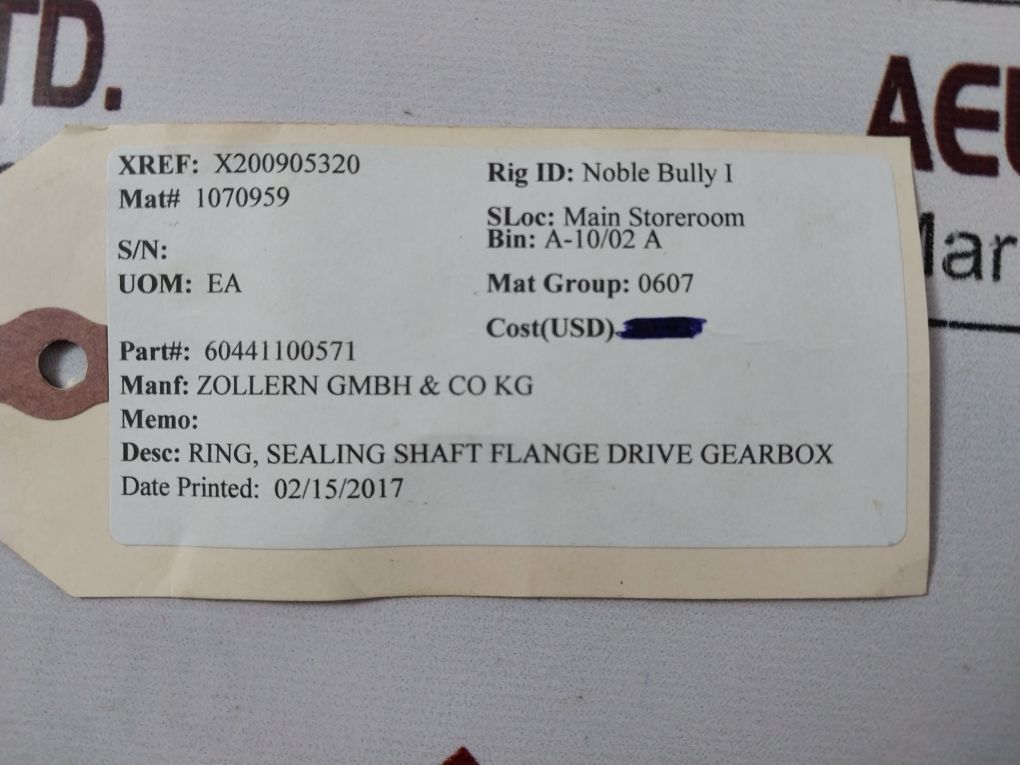 TD.
XREF: X200905320
Mat# 1070959
S/N:
UOM: EA
Rig ID: Noble Bully I
SLoc: Main Storeroom
Bin: A-10/02 A
Mat Group: 0607
Cost(USD)
Part#: 60441100571
Manf: ZOLLERN GMBH & CO KG
Memo:
Desc: RING, SEALING SHAFT FLANGE DRIVE GEARBOX
Date Printed: 02/15/2017